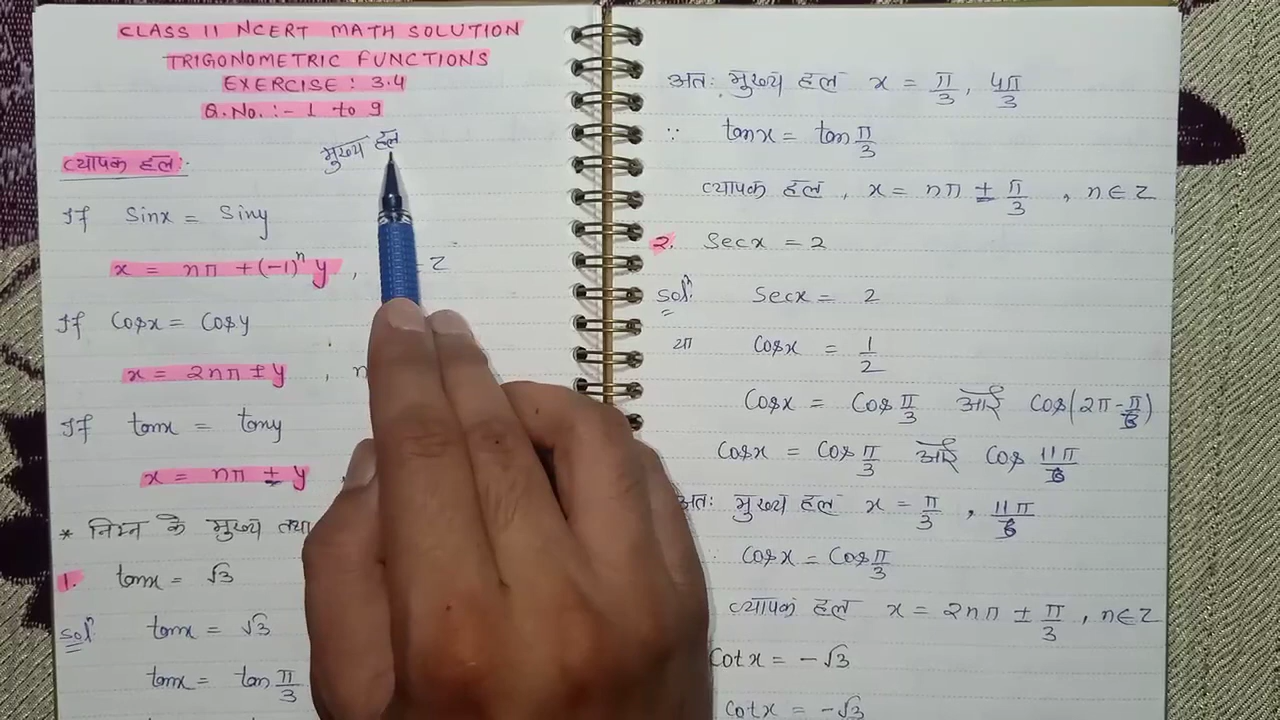 CLASS 11 NCERT MATH SOLUTION
TRIGONOMETRIC FUNCTIONS
EXERCISE : 3.4
Q.No. :- 1 to 9
मुख्य हल
व्यापक हल:
If Sinx = Siny
x = nπ + (-1)ⁿ y , Z
If Cosx = Cosy
x = 2nπ ± y , n
If tanx = tany
x = nπ ± y
* निम्न के मुख्य तथा
1. tanx = √3
Sol: tanx = √3
tanx = tan π/3
अतः मुख्य हल x = π/3 , 4π/3
∵ tanx = tan π/3
व्यापक हल , x = nπ ± π/3 , n ∈ Z
2. Secx = 2
Sol: Secx = 2
या Cosx = 1/2
Cosx = Cos π/3 और Cos(2π - π/)
Cosx = Cos π/3 और Cos 11π/
अतः मुख्य हल x = π/3 , 11π/
Cosx = Cos π/3
व्यापक हल x = 2nπ ± π/3 , n ∈ Z
Cotx = -√3
Cotx = -√3